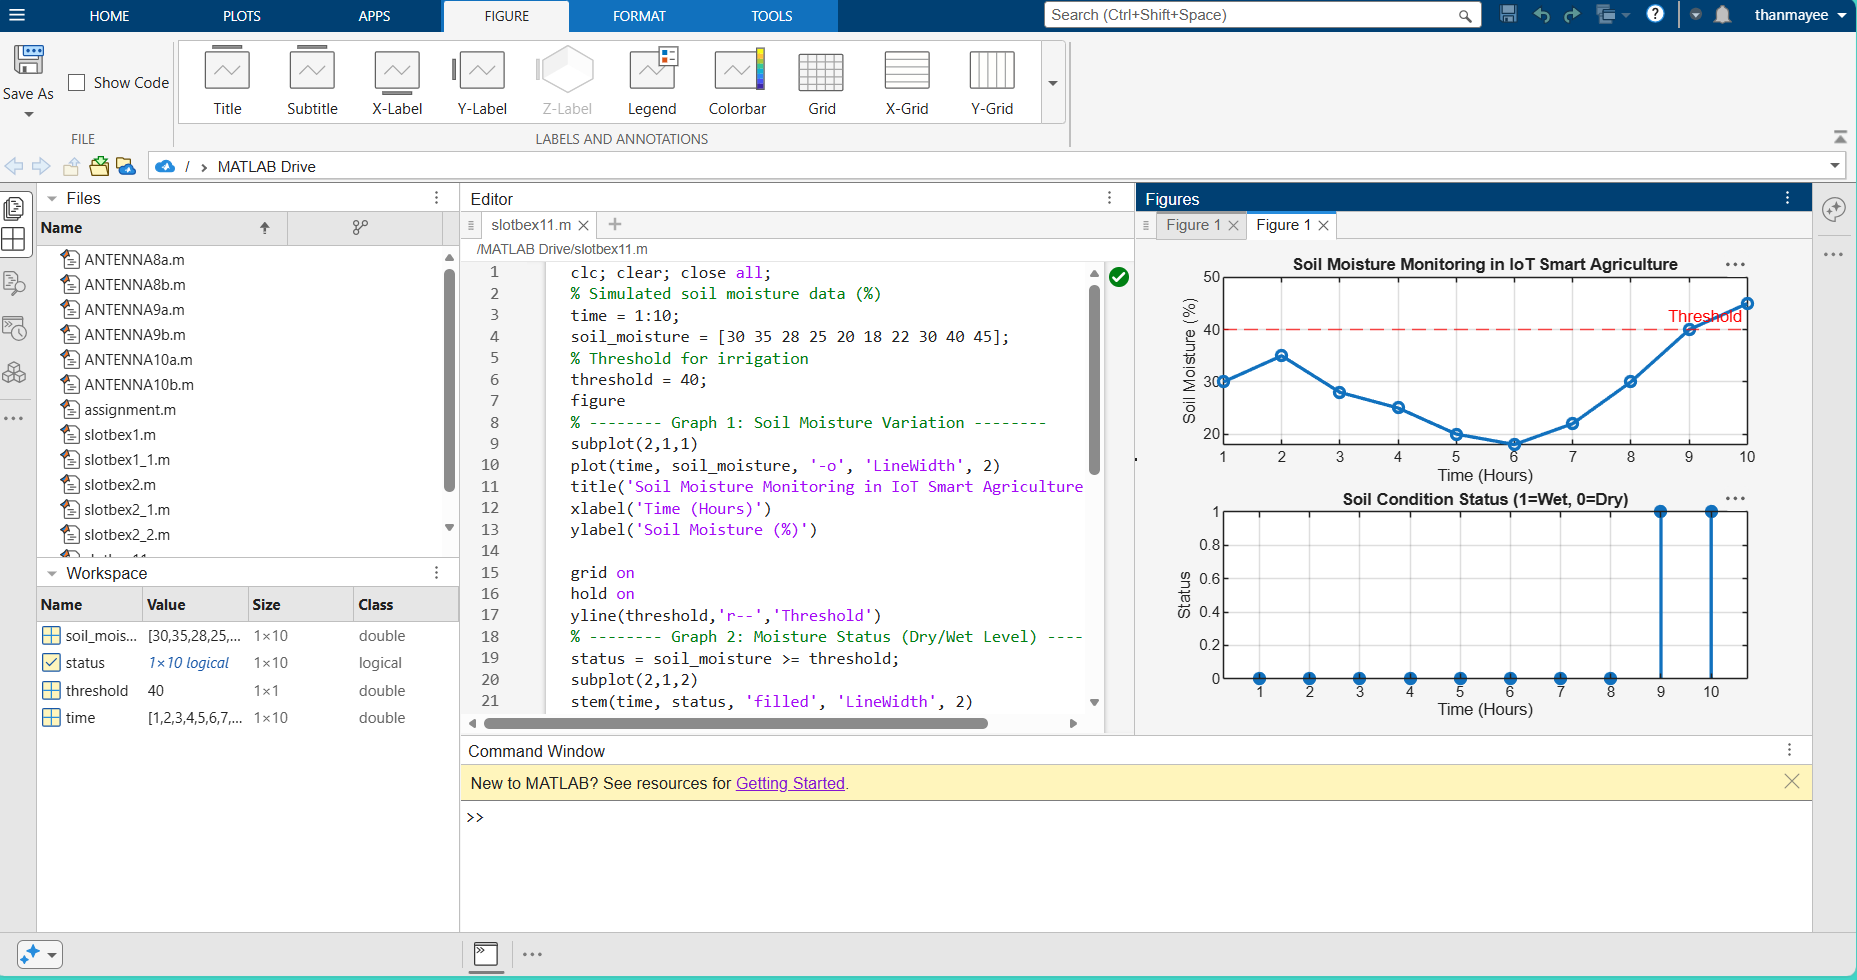 HOME PLOTS APPS FIGURE FORMAT TOOLS Search (Ctrl+Shift+Space) thanmayee
Save As
Show Code
Title Subtitle X-Label Y-Label Z-Label Legend Colorbar Grid X-Grid Y-Grid
FILE LABELS AND ANNOTATIONS
/ > MATLAB Drive
Files
Name
ANTENNA8a.m
ANTENNA8b.m
ANTENNA9a.m
ANTENNA9b.m
ANTENNA10a.m
ANTENNA10b.m
assignment.m
slotbex1.m
slotbex1_1.m
slotbex2.m
slotbex2_1.m
slotbex2_2.m
Workspace
Name Value Size Class
soil_mois... [30,35,28,25,... 1×10 double
status 1×10 logical 1×10 logical
threshold 40 1×1 double
time [1,2,3,4,5,6,7,... 1×10 double
Editor
slotbex11.m
/MATLAB Drive/slotbex11.m
1 clc; clear; close all;
2 % Simulated soil moisture data (%)
3 time = 1:10;
4 soil_moisture = [30 35 28 25 20 18 22 30 40 45];
5 % Threshold for irrigation
6 threshold = 40;
7 figure
8 % -------- Graph 1: Soil Moisture Variation --------
9 subplot(2,1,1)
10 plot(time, soil_moisture, '-o', 'LineWidth', 2)
11 title('Soil Moisture Monitoring in IoT Smart Agriculture
12 xlabel('Time (Hours)')
13 ylabel('Soil Moisture (%)')
14
15 grid on
16 hold on
17 yline(threshold,'r--','Threshold')
18 % -------- Graph 2: Moisture Status (Dry/Wet Level) ----
19 status = soil_moisture >= threshold;
20 subplot(2,1,2)
21 stem(time, status, 'filled', 'LineWidth', 2)
Figures
Figure 1 Figure 1
Soil Moisture Monitoring in IoT Smart Agriculture
Soil Moisture (%)
50
40
30
20
Threshold
1 2 3 4 5 6 7 8 9 10
Time (Hours)
Soil Condition Status (1=Wet, 0=Dry)
Status
1
0.8
0.6
0.4
0.2
0
1 2 3 4 5 6 7 8 9 10
Time (Hours)
Command Window
New to MATLAB? See resources for Getting Started.
>>